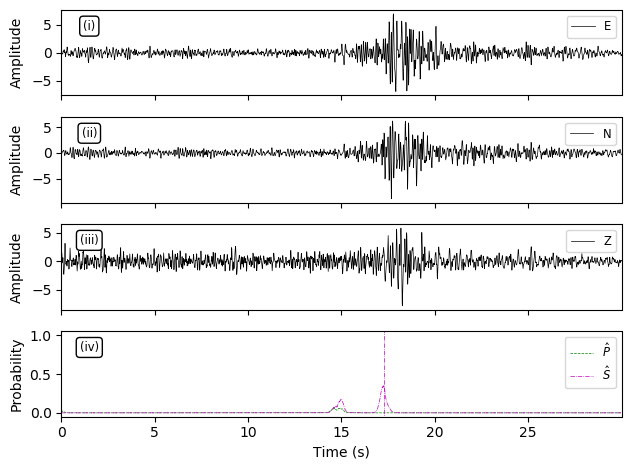 (i)
E
Amplitude
5
0
−5
(ii)
N
Amplitude
5
0
−5
(iii)
Z
Amplitude
5
0
−5
(iv)
P̂
Ŝ
Probability
1.0
0.5
0.0
0 5 10 15 20 25
Time (s)